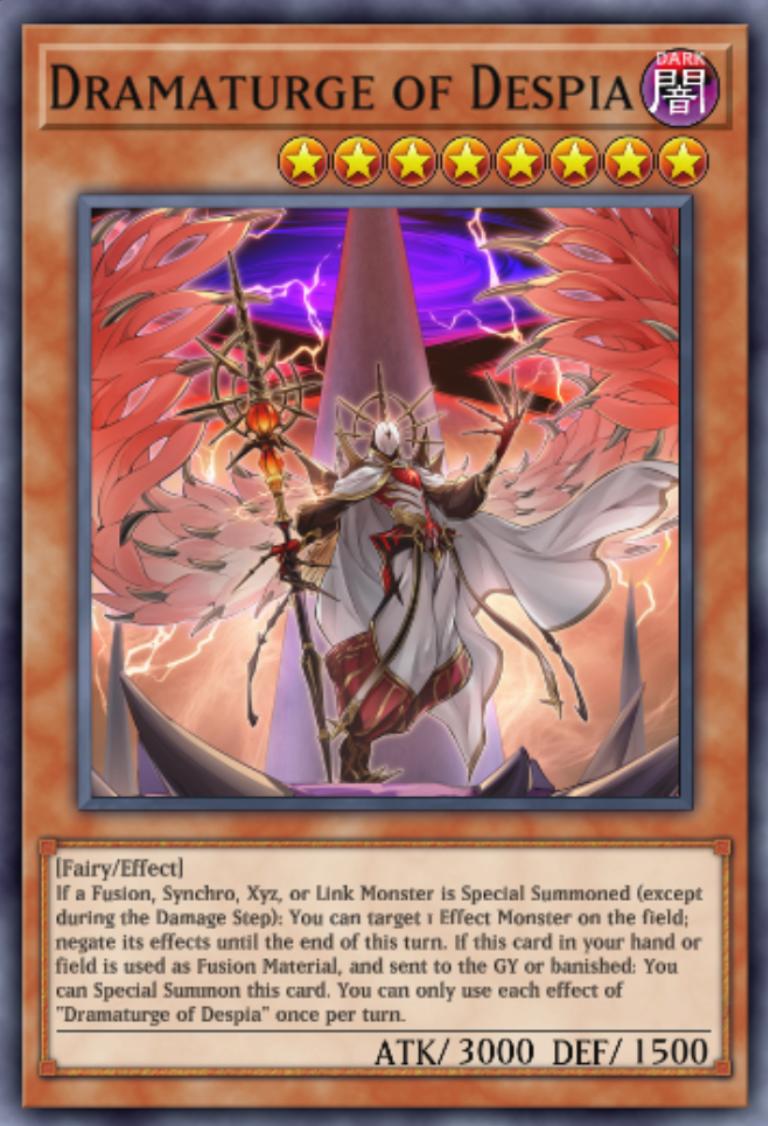 DRAMATURGE OF DESPIA
DARK
闇
[Fairy/Effect]
If a Fusion, Synchro, Xyz, or Link Monster is Special Summoned (except
during the Damage Step): You can target 1 Effect Monster on the field;
negate its effects until the end of this turn. If this card in your hand or
field is used as Fusion Material, and sent to the GY or banished: You
can Special Summon this card. You can only use each effect of
"Dramaturge of Despia" once per turn.
ATK/ 3000 DEF/ 1500